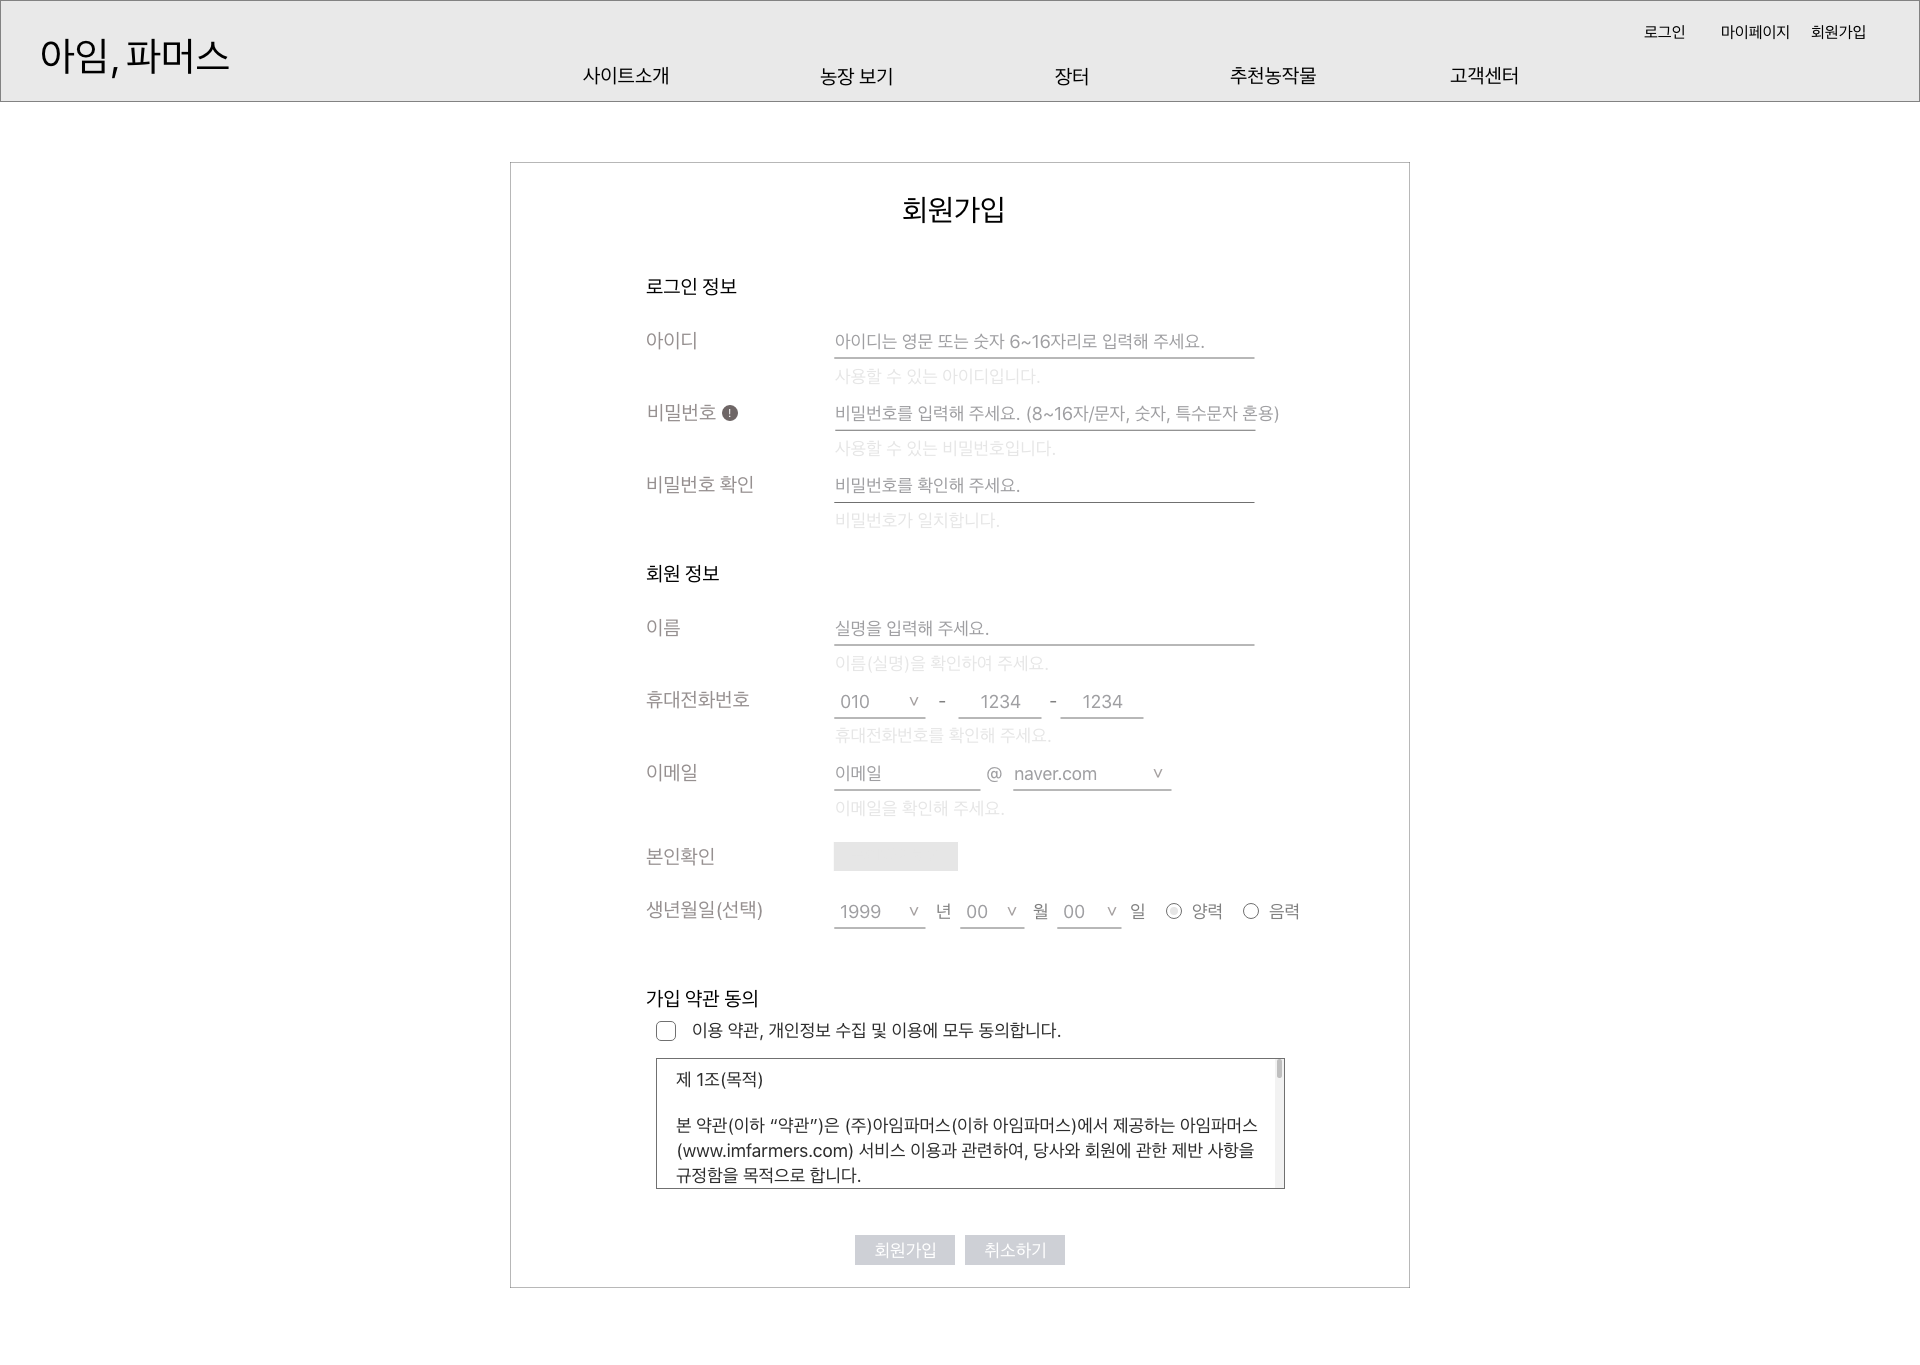 로그인 마이페이지 회원가입
아임, 파머스
사이트소개 농장 보기 장터 추천농작물 고객센터
회원가입
로그인 정보
아이디 아이디는 영문 또는 숫자 6~16자리로 입력해 주세요.
사용할 수 있는 아이디입니다.
비밀번호 ! 비밀번호를 입력해 주세요. (8~16자/문자, 숫자, 특수문자 혼용)
사용할 수 있는 비밀번호입니다.
비밀번호 확인 비밀번호를 확인해 주세요.
비밀번호가 일치합니다.
회원 정보
이름 실명을 입력해 주세요.
이름(실명)을 확인하여 주세요.
휴대전화번호 010 - 1234 - 1234
휴대전화번호를 확인해 주세요.
이메일 이메일 @ naver.com
이메일을 확인해 주세요.
본인확인
생년월일(선택) 1999 년 00 월 00 일 양력 음력
가입 약관 동의
이용 약관, 개인정보 수집 및 이용에 모두 동의합니다.
제 1조(목적)
본 약관(이하 “약관”)은 (주)아임파머스(이하 아임파머스)에서 제공하는 아임파머스
(www.imfarmers.com) 서비스 이용과 관련하여, 당사와 회원에 관한 제반 사항을
규정함을 목적으로 합니다.
회원가입 취소하기